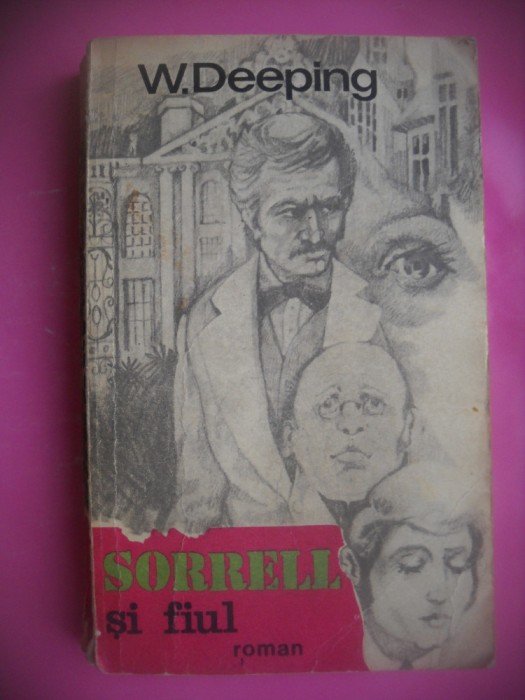 W.Deeping
SORRELL
și fiul
roman